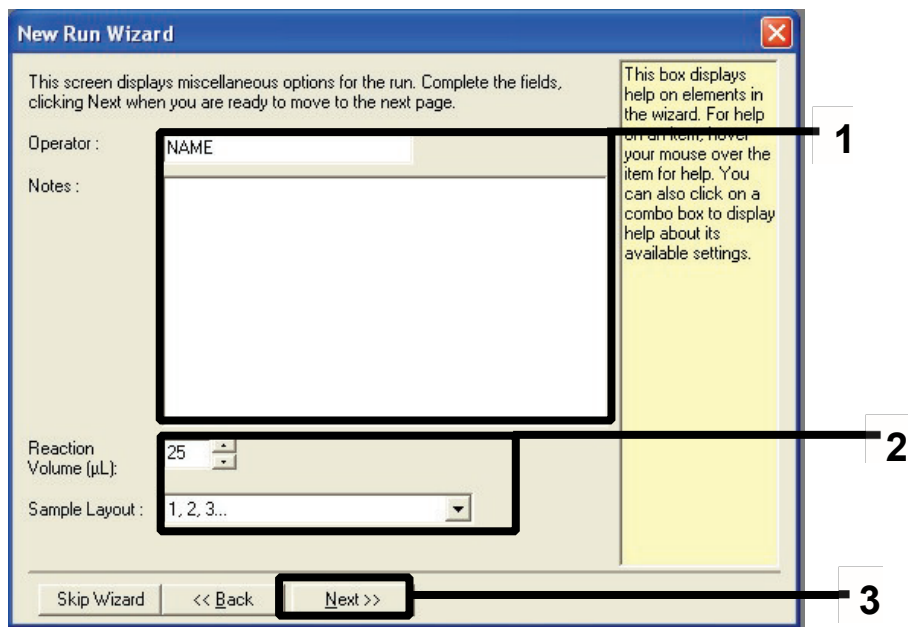 New Run Wizard
This screen displays miscellaneous options for the run. Complete the fields,
clicking Next when you are ready to move to the next page.
Operator :
NAME
Notes :
Reaction
Volume (µL):
25
Sample Layout :
1, 2, 3...
Skip Wizard
<< Back
Next >>
This box displays
help on elements in
the wizard. For help
on an item, hover
your mouse over the
item for help. You
can also click on a
combo box to display
help about its
available settings.
1
2
3